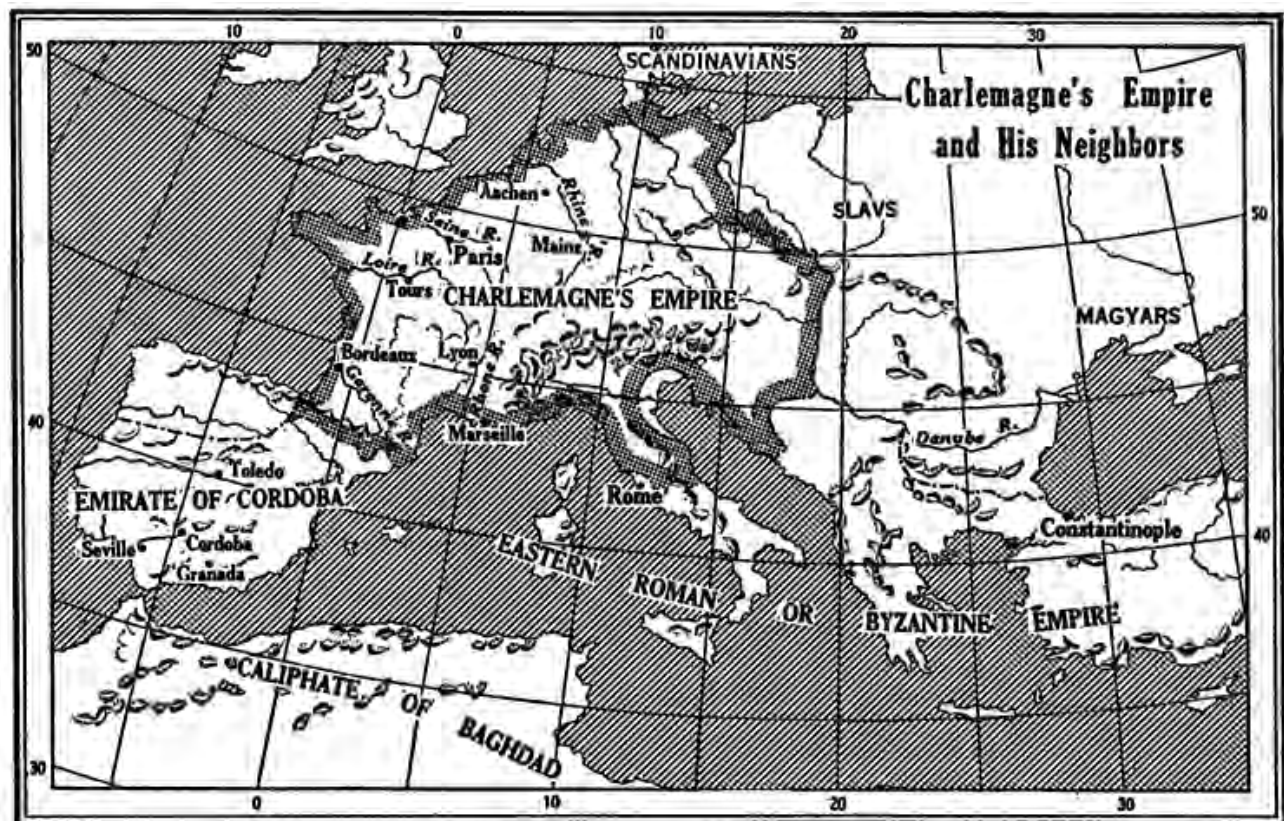 10 0 10 20 30
50
SCANDINAVIANS
Charlemagne's Empire
and His Neighbors
Aachen
Rhine
SLAVS
50
Seine R.
Mainz
Paris
Loire R.
Tours
CHARLEMAGNE'S EMPIRE
MAGYARS
Bordeaux
Lyon
Rhone R.
Garonne R.
40
Marseille
Danube R.
Toledo
Rome
EMIRATE OF CORDOBA
Constantinople
Seville
Cordoba
Granada
40
EASTERN ROMAN OR BYZANTINE EMPIRE
CALIPHATE OF BAGHDAD
30
0 10 20 30